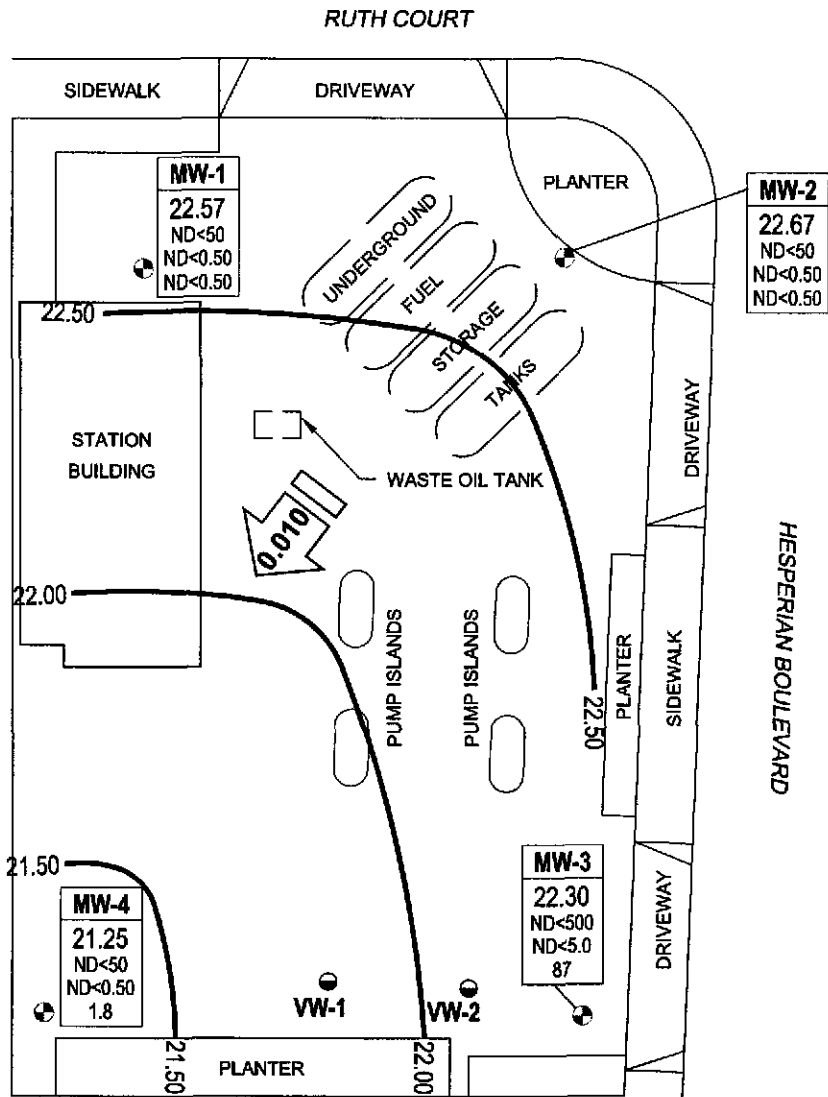 RUTH COURT
SIDEWALK
DRIVEWAY
PLANTER
MW-1
22.57
ND<50
ND<0.50
ND<0.50
MW-2
22.67
ND<50
ND<0.50
ND<0.50
UNDERGROUND
FUEL
STORAGE
TANKS
22.50
STATION
BUILDING
WASTE OIL TANK
0.010
DRIVEWAY
HESPERIAN BOULEVARD
22.00
PUMP ISLANDS
PUMP ISLANDS
22.50
PLANTER
SIDEWALK
21.50
MW-4
21.25
ND<50
ND<0.50
1.8
MW-3
22.30
ND<500
ND<5.0
87
DRIVEWAY
VW-1
VW-2
21.50
PLANTER
22.00